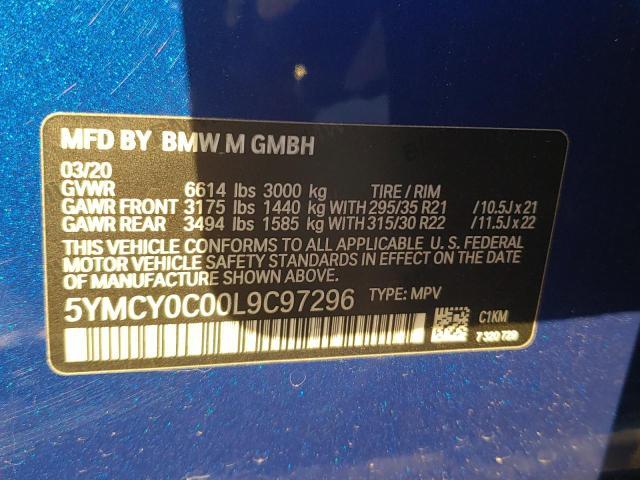 MFD BY BMW M GMBH
03/20
GVWR 6614 lbs 3000 kg TIRE / RIM
GAWR FRONT 3175 lbs 1440 kg WITH 295/35 R21 /10.5J x 21
GAWR REAR 3494 lbs 1585 kg WITH 315/30 R22 /11.5J x 22
THIS VEHICLE CONFORMS TO ALL APPLICABLE U. S. FEDERAL
MOTOR VEHICLE SAFETY STANDARDS IN EFFECT ON THE DATE
OF MANUFACTURE SHOWN ABOVE.
5YMCY0C00L9C97296 TYPE: MPV
C1KM
7 320 720